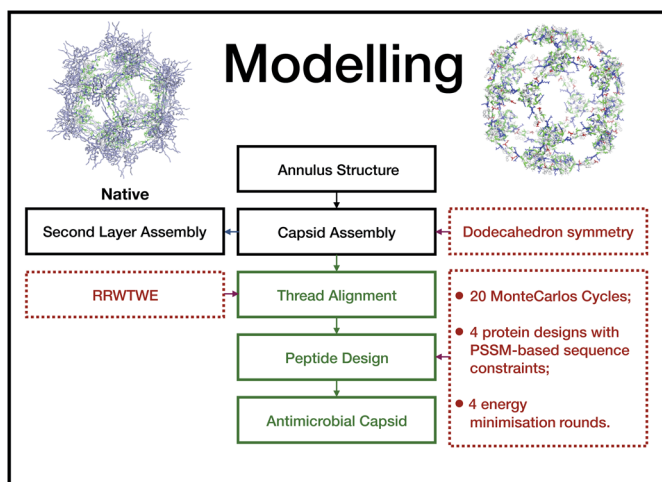 Modelling
Native
Annulus Structure
Second Layer Assembly
Capsid Assembly
Dodecahedron symmetry
RRWTWE
Thread Alignment
Peptide Design
Antimicrobial Capsid
• 20 MonteCarlos Cycles;
• 4 protein designs with
PSSM-based sequence
constraints;
• 4 energy
minimisation rounds.